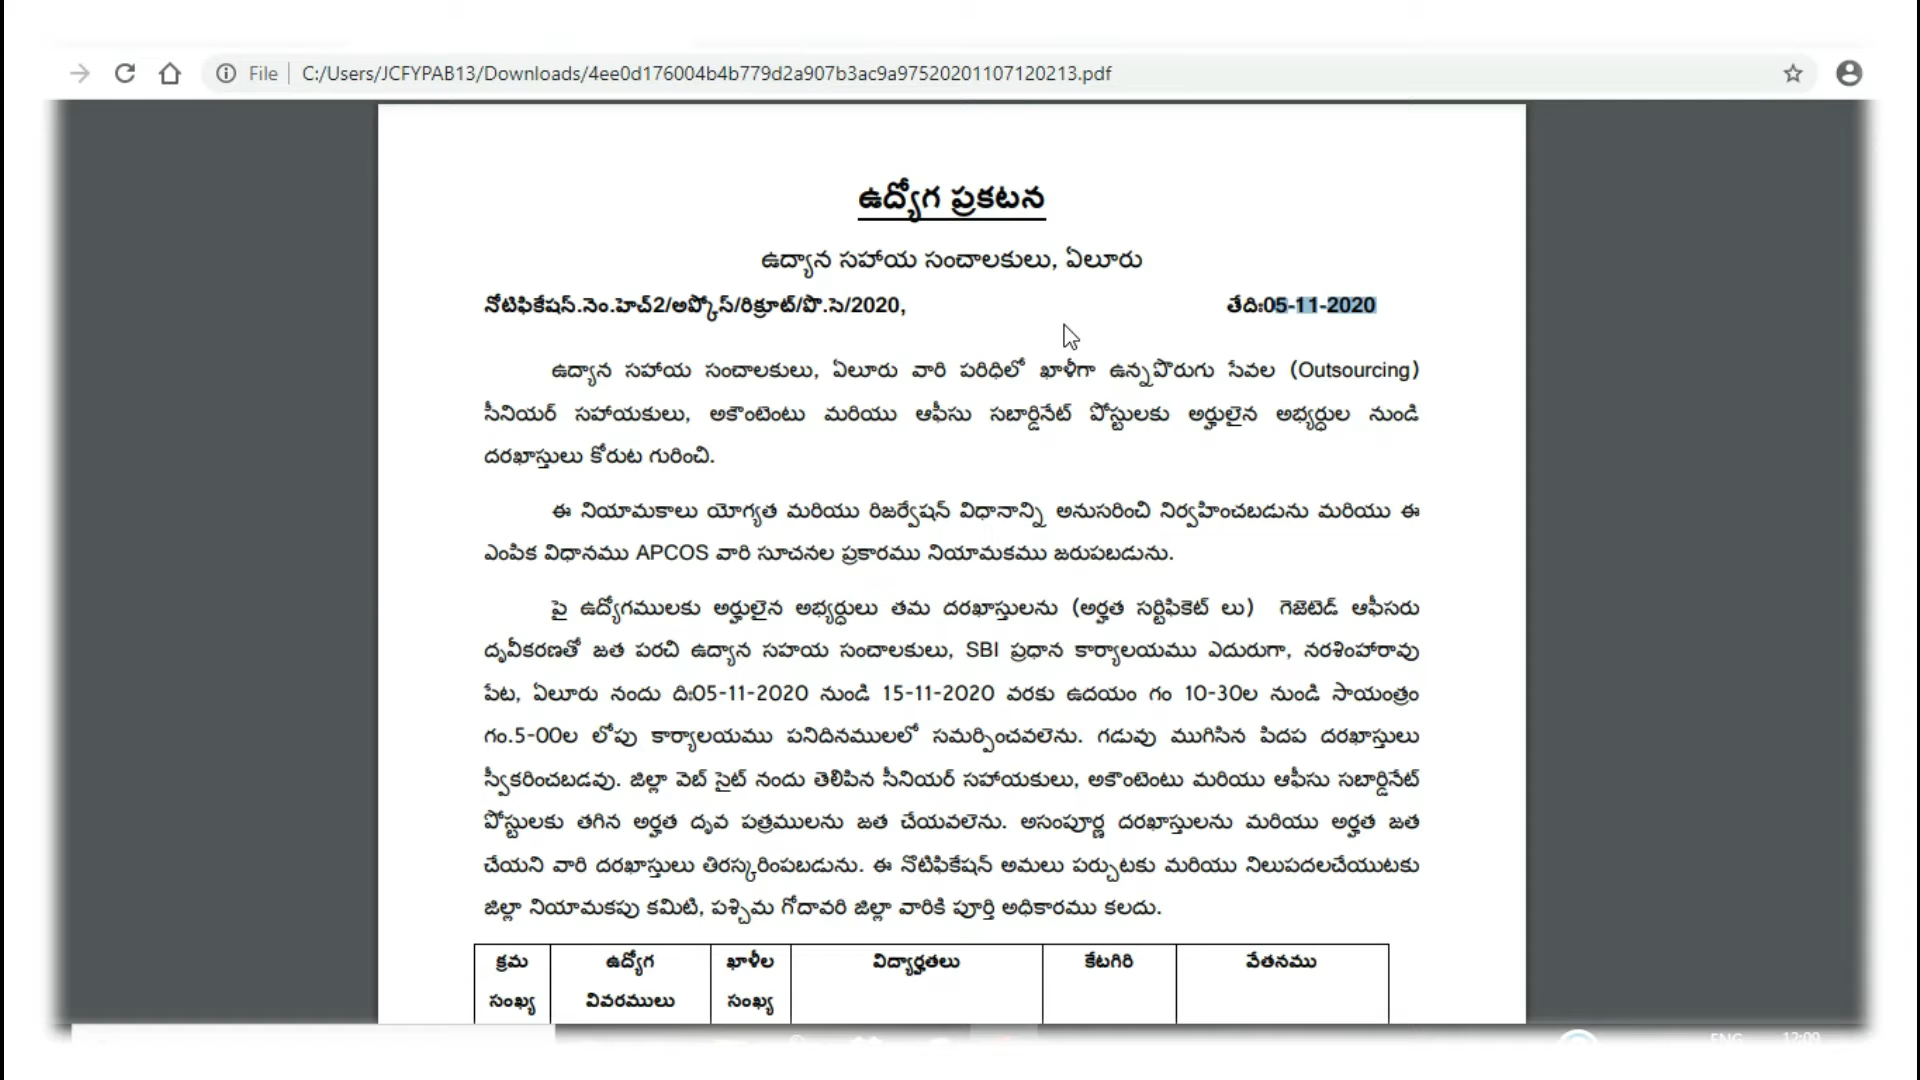 File
C:/Users/JCFYPAB13/Downloads/4ee0d176004b4b779d2a907b3ac9a97520201107120213.pdf
ఉద్యోగ ప్రకటన
ఉద్యాన సహాయ సంచాలకులు, ఏలూరు
నోటిఫికేషన్.నెం.హెచ్2/అప్కోస్/రిక్రూట్/పొ.సె/2020, తేదిః05-11-2020
ఉద్యాన సహాయ సంచాలకులు, ఏలూరు వారి పరిధిలో ఖాళీగా ఉన్నపొరుగు సేవల (Outsourcing)
సీనియర్ సహాయకులు, అకౌంటెంటు మరియు ఆఫీసు సబార్డినేట్ పోస్టులకు అర్హులైన అభ్యర్ధుల నుండి
దరఖాస్తులు కోరుట గురించి.
ఈ నియామకాలు యోగ్యత మరియు రిజర్వేషన్ విధానాన్ని అనుసరించి నిర్వహించబడును మరియు ఈ
ఎంపిక విధానము APCOS వారి సూచనల ప్రకారము నియామకము జరుపబడును.
పై ఉద్యోగములకు అర్హులైన అభ్యర్ధులు తమ దరఖాస్తులను (అర్హత సర్టిఫికెట్ లు) గెజెటెడ్ ఆఫీసరు
దృవీకరణతో జత పరచి ఉద్యాన సహయ సంచాలకులు, SBI ప్రధాన కార్యాలయము ఎదురుగా, నరశింహారావు
పేట, ఏలూరు నందు దిః05-11-2020 నుండి 15-11-2020 వరకు ఉదయం గం 10-30ల నుండి సాయంత్రం
గం.5-00ల లోపు కార్యాలయము పనిదినములలో సమర్పించవలెను. గడువు ముగిసిన పిదప దరఖాస్తులు
స్వీకరించబడవు. జిల్లా వెబ్ సైట్ నందు తెలిపిన సీనియర్ సహాయకులు, అకౌంటెంటు మరియు ఆఫీసు సబార్డినేట్
పోస్టులకు తగిన అర్హత దృవ పత్రములను జత చేయవలెను. అసంపూర్ణ దరఖాస్తులను మరియు అర్హత జత
చేయని వారి దరఖాస్తులు తిరస్కరింపబడును. ఈ నొటిఫికేషన్ అమలు పర్చుటకు మరియు నిలుపదలచేయుటకు
జిల్లా నియామకపు కమిటి, పశ్చిమ గోదావరి జిల్లా వారికి పూర్తి అధికారము కలదు.
క్రమ ఉద్యోగ ఖాళీల విద్యార్హతలు కేటగిరి వేతనము
సంఖ్య వివరములు సంఖ్య